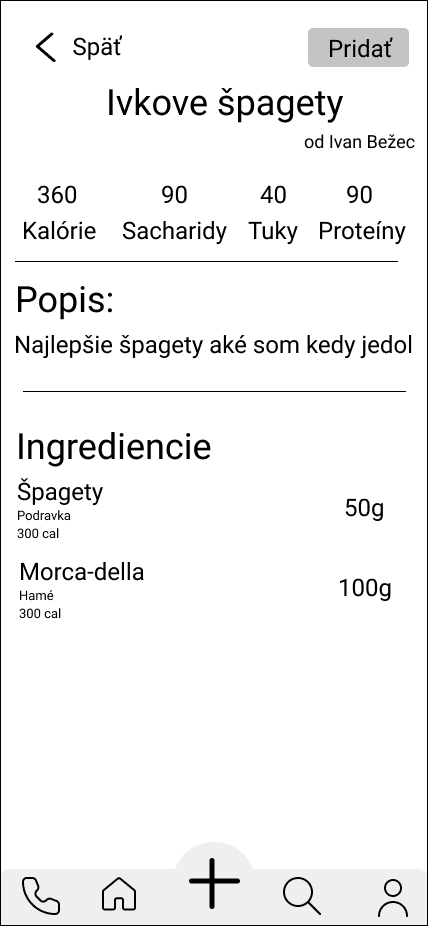 Späť
Pridať
Ivkove špagety
od Ivan Bežec
360 90 40 90
Kalórie Sacharidy Tuky Proteíny
Popis:
Najlepšie špagety aké som kedy jedol
Ingrediencie
Špagety
Podravka
300 cal
50g
Morca-della
Hamé
300 cal
100g